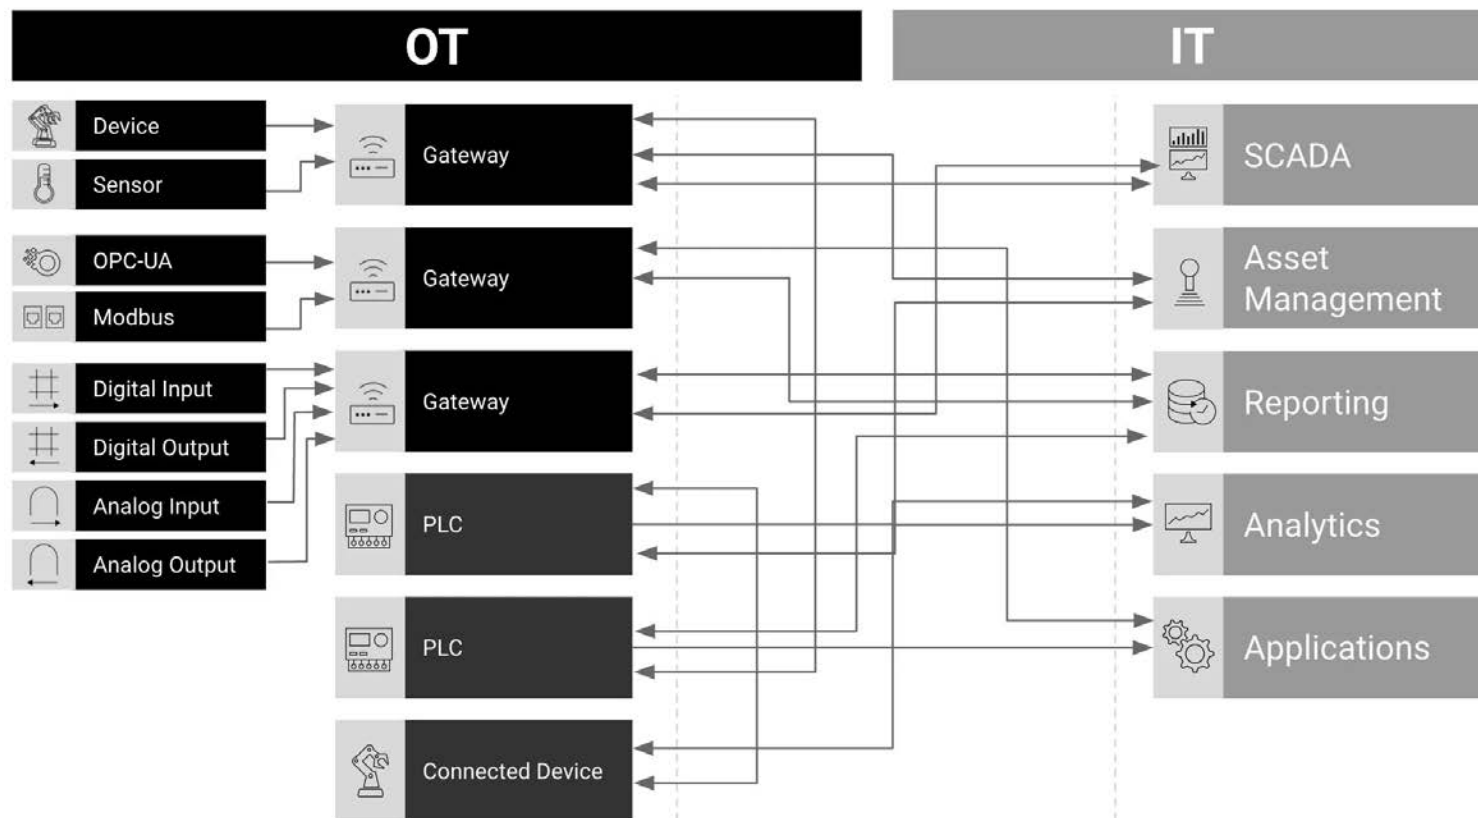 OT
IT
Device
Sensor
OPC-UA
Modbus
Digital Input
Digital Output
Analog Input
Analog Output
Gateway
Gateway
Gateway
PLC
PLC
Connected Device
SCADA
Asset
Management
Reporting
Analytics
Applications